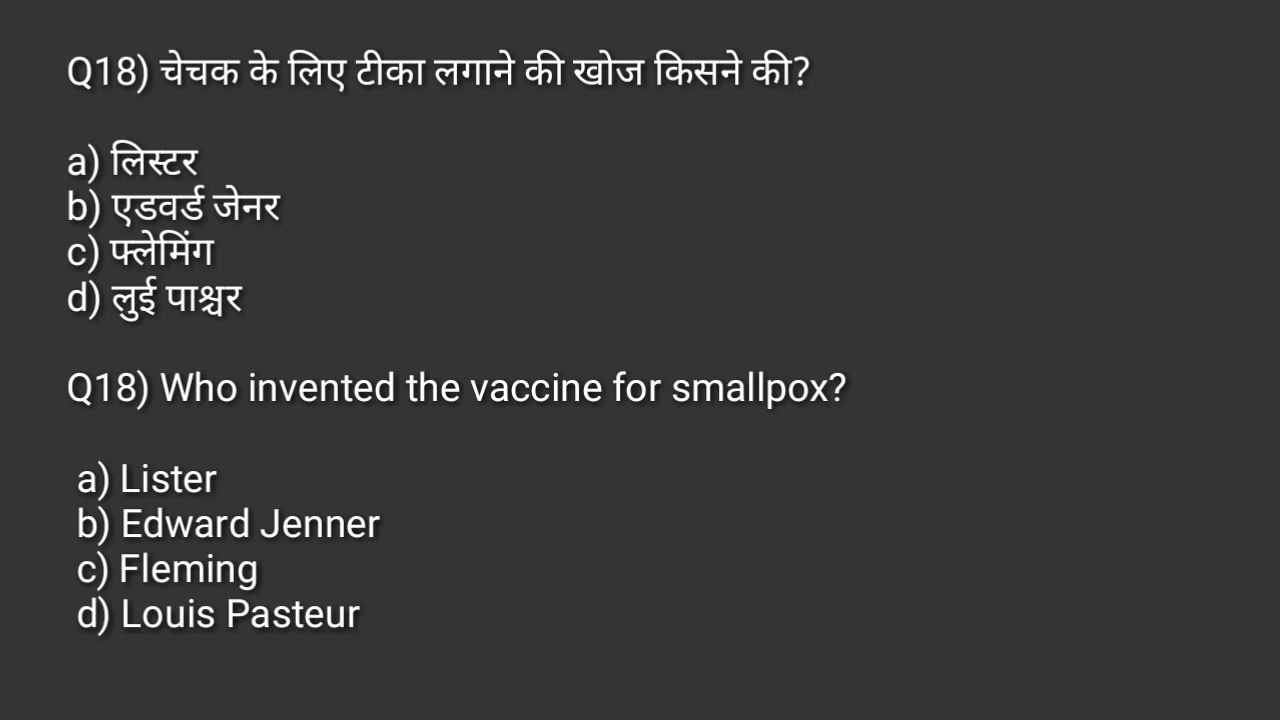 Q18) चेचक के लिए टीका लगाने की खोज किसने की?
a) लिस्टर
b) एडवर्ड जेनर
c) फ्लेमिंग
d) लुई पाश्चर
Q18) Who invented the vaccine for smallpox?
a) Lister
b) Edward Jenner
c) Fleming
d) Louis Pasteur